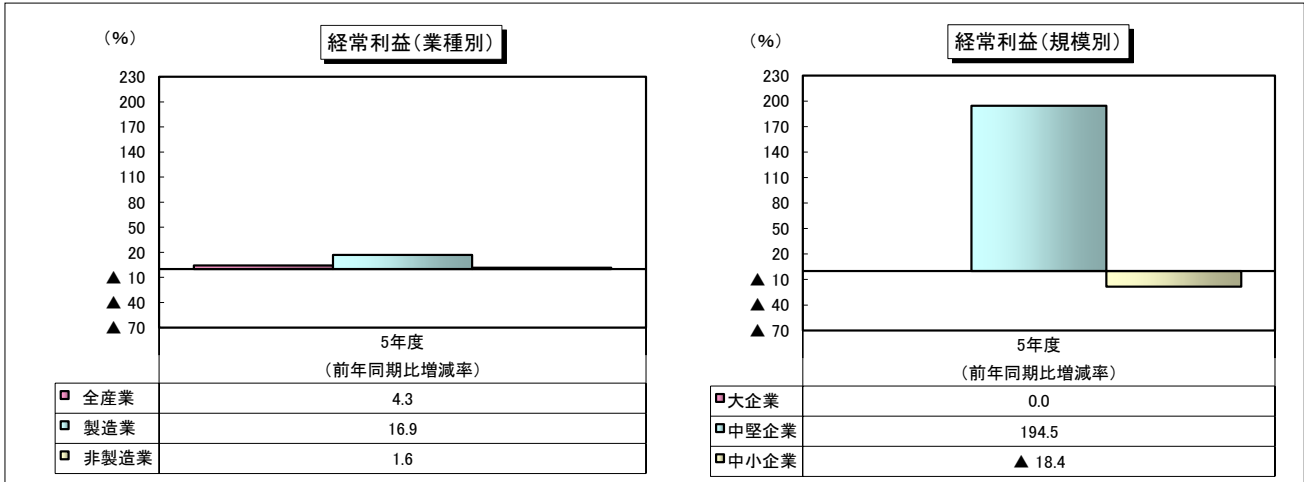 （％）
経常利益（業種別）
230
200
170
140
110
80
50
20
▲ 10
▲ 40
▲ 70
5年度
（前年同期比増減率）
全産業 4.3
製造業 16.9
非製造業 1.6
（％）
経常利益（規模別）
230
200
170
140
110
80
50
20
▲ 10
▲ 40
▲ 70
5年度
（前年同期比増減率）
大企業 0.0
中堅企業 194.5
中小企業 ▲ 18.4